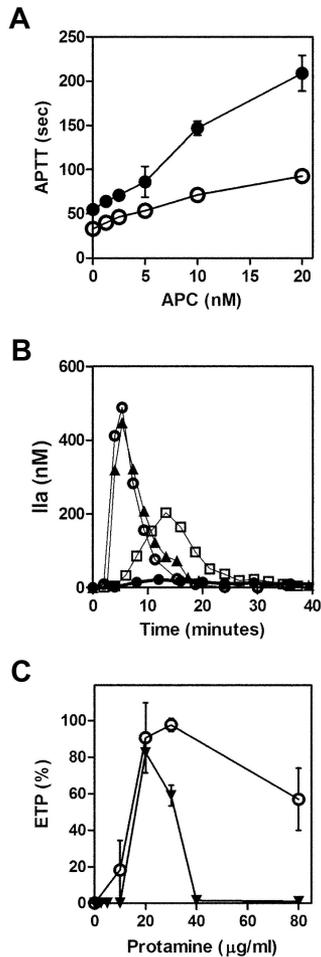 A
APTT (sec)
250
200
150
100
50
0
0 5 10 15 20
APC (nM)
B
IIa (nM)
600
400
200
0
0 10 20 30 40
Time (minutes)
C
ETP (%)
100
80
60
40
20
0
0 20 40 60 80
Protamine (μg/ml)